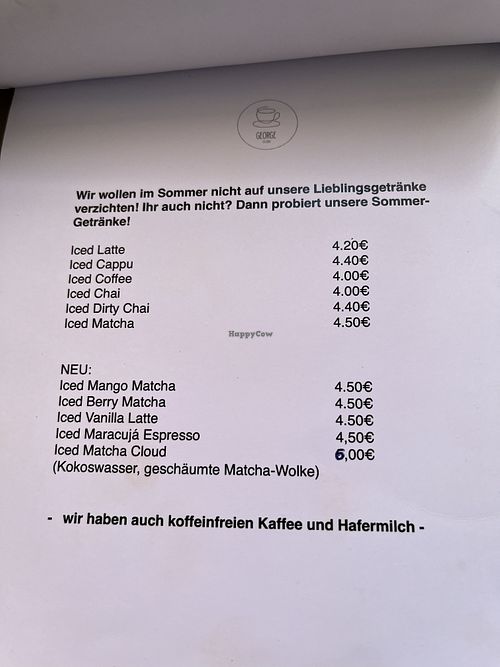 GEORGE
Wir wollen im Sommer nicht auf unsere Lieblingsgetränke
verzichten! Ihr auch nicht? Dann probiert unsere Sommer-
Getränke!
Iced Latte 4.20€
Iced Cappu 4.40€
Iced Coffee 4.00€
Iced Chai 4.00€
Iced Dirty Chai 4.40€
Iced Matcha 4.50€
HappyCow
NEU:
Iced Mango Matcha 4.50€
Iced Berry Matcha 4.50€
Iced Vanilla Latte 4.50€
Iced Maracujá Espresso 4,50€
Iced Matcha Cloud 6,00€
(Kokoswasser, geschäumte Matcha-Wolke)
- wir haben auch koffeinfreien Kaffee und Hafermilch -